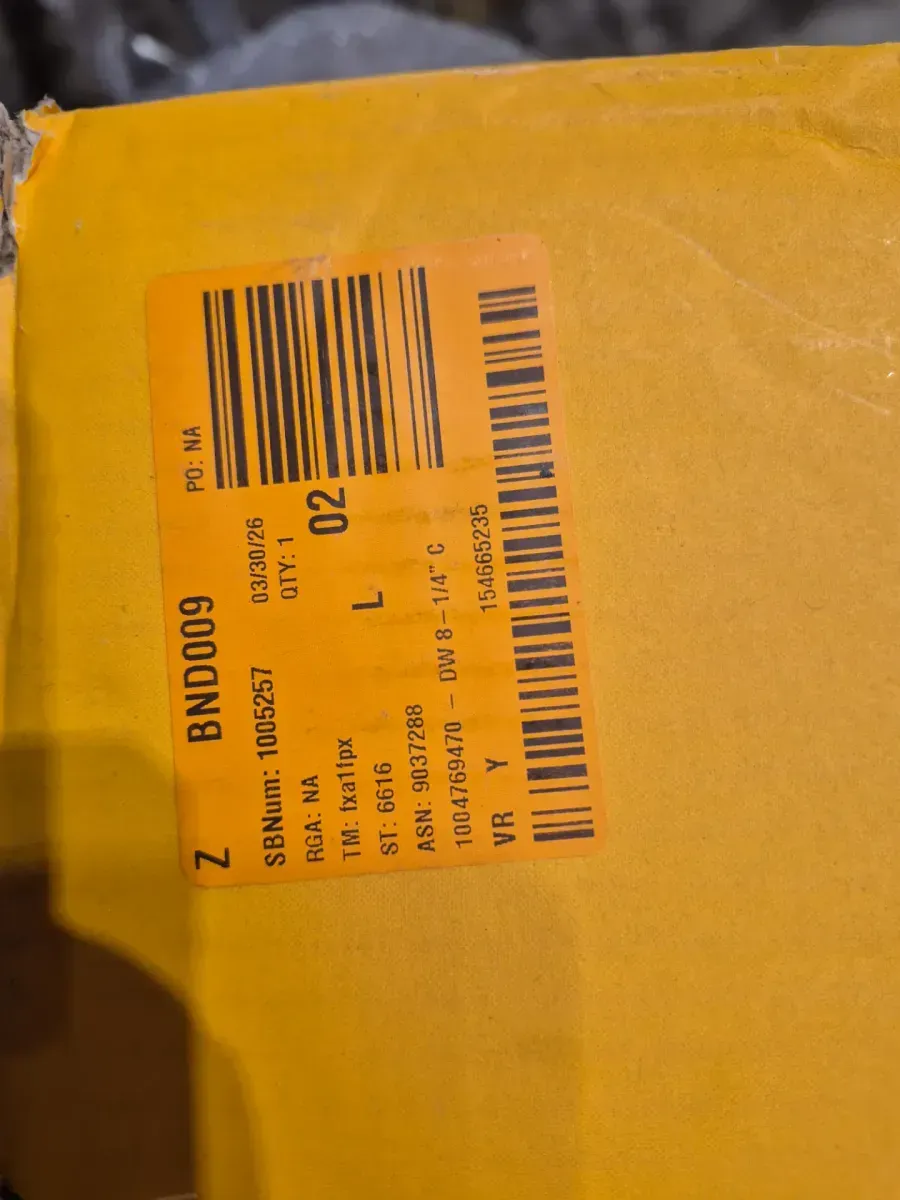 Z BND009 PO: NA
SBNum: 1005257 03/30/26
RGA: NA QTY: 1
TM: fxa1fpx 02
ST: 6616 L
ASN: 9037288
1004769470 – DW 8–1/4" C
VR Y 154665235